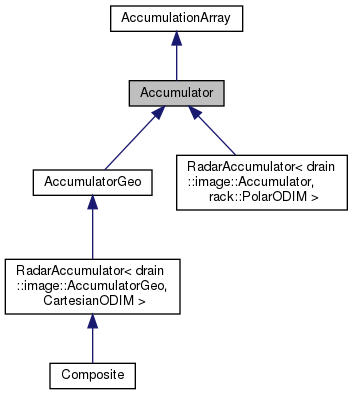 AccumulationArray
Accumulator
AccumulatorGeo
RadarAccumulator< drain
::image::Accumulator,
rack::PolarODIM >
RadarAccumulator< drain
::image::AccumulatorGeo,
CartesianODIM >
Composite